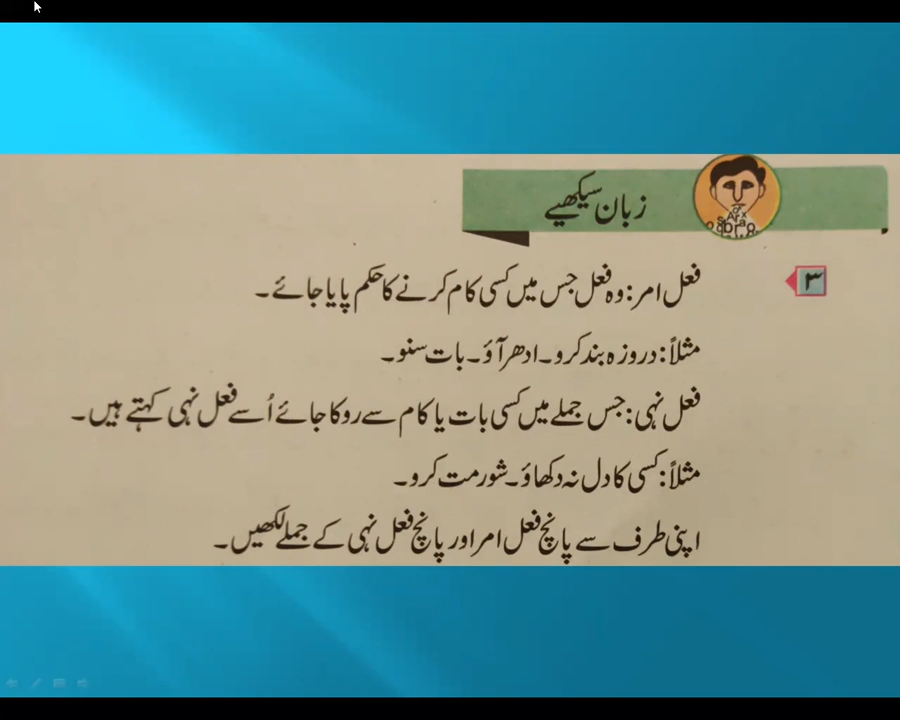 زبان سیکھیے
۳
فعل امر: وہ فعل جس میں کسی کام کرنے کا حکم پایا جائے۔
مثلاً: دروزہ بند کرو۔ ادھر آؤ۔ بات سنو۔
فعل نہی: جس جملے میں کسی بات یا کام سے روکا جائے اُسے فعل نہی کہتے ہیں۔
مثلاً: کسی کا دل نہ دکھاؤ۔ شور مت کرو۔
اپنی طرف سے پانچ فعل امر اور پانچ فعل نہی کے جملے لکھیں۔